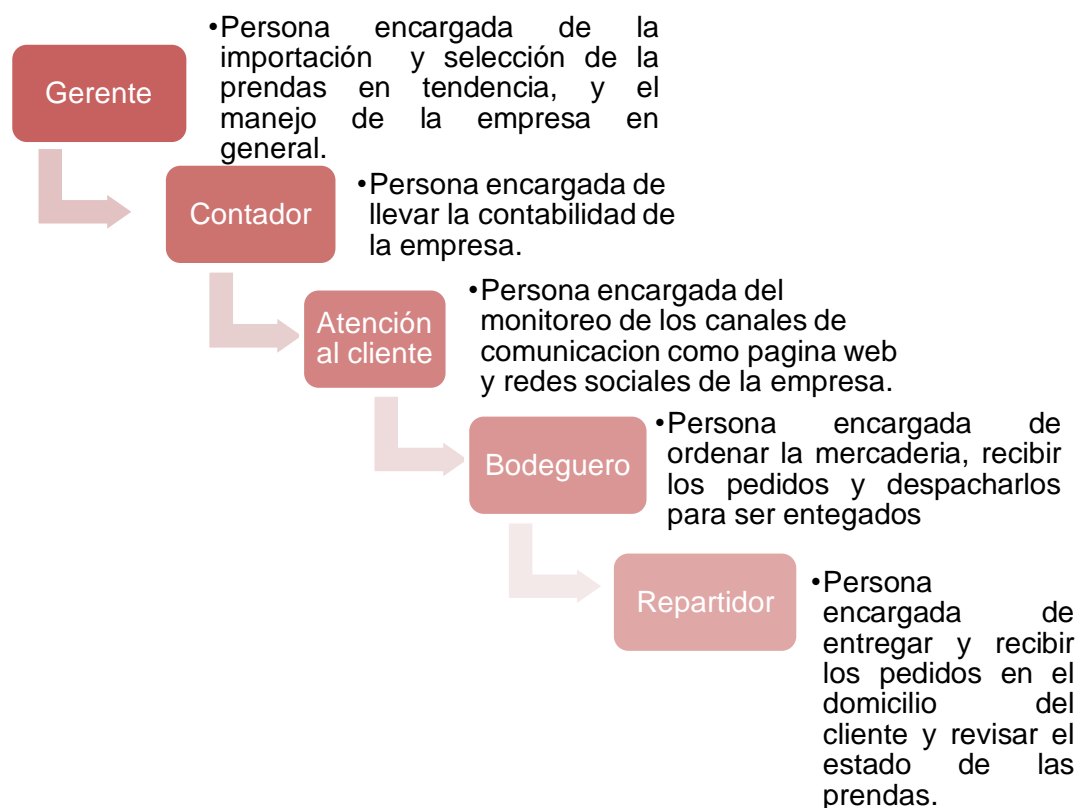 Gerente
•Persona encargada de la
importación y selección de la
prendas en tendencia, y el
manejo de la empresa en
general.
Contador
•Persona encargada de
llevar la contabilidad de
la empresa.
Atención
al cliente
•Persona encargada del
monitoreo de los canales de
comunicacion como pagina web
y redes sociales de la empresa.
Bodeguero
•Persona encargada de
ordenar la mercaderia, recibir
los pedidos y despacharlos
para ser entegados
Repartidor
•Persona
encargada de
entregar y recibir
los pedidos en el
domicilio del
cliente y revisar el
estado de las
prendas.